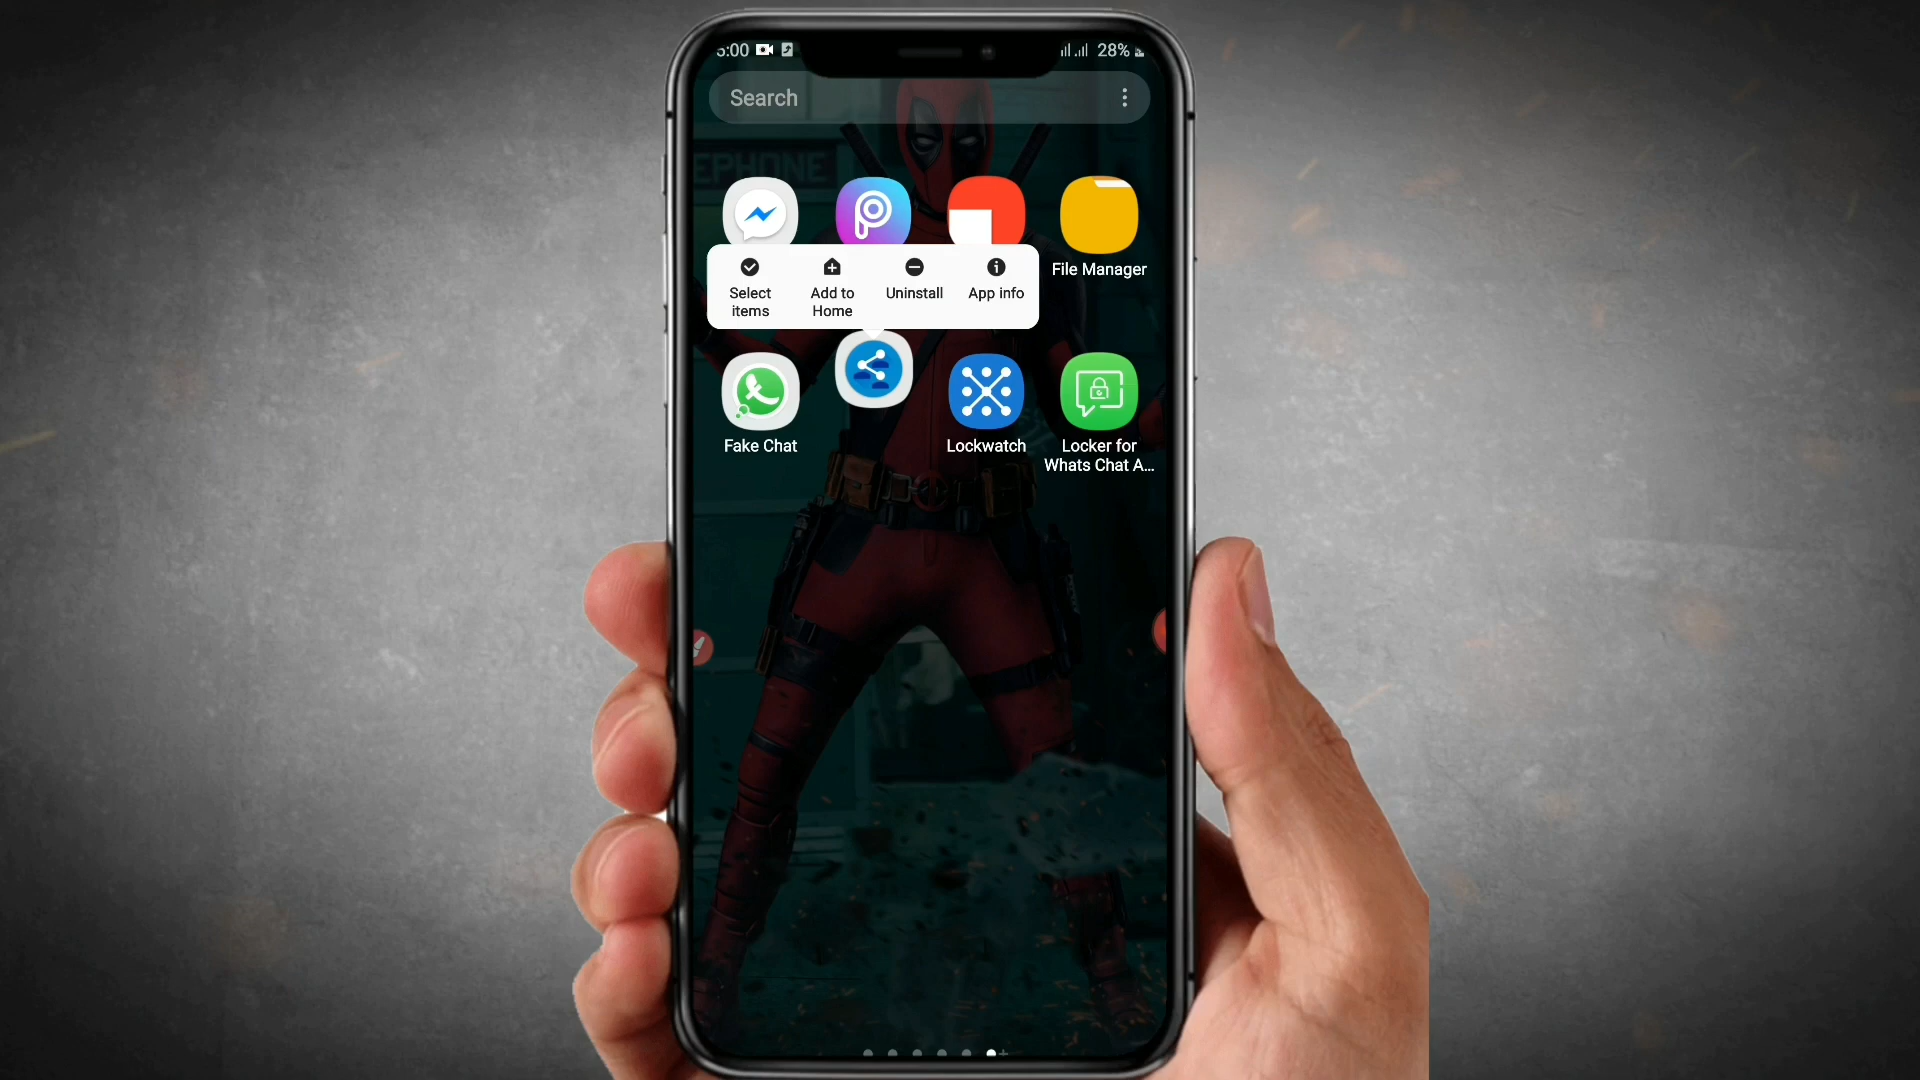 5:00
28%
Search
EPHONE
File Manager
Select
items
Add to
Home
Uninstall
App info
Fake Chat
Lockwatch
Locker for
Whats Chat A...